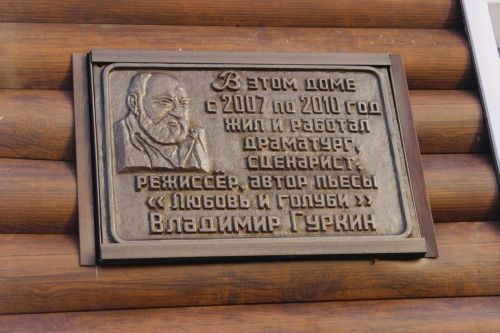 В этом доме
с 2007 по 2010 год
жил и работал
драматург,
сценарист,
режиссёр, автор пьесы
« Любовь и голуби »
Владимир Гуркин